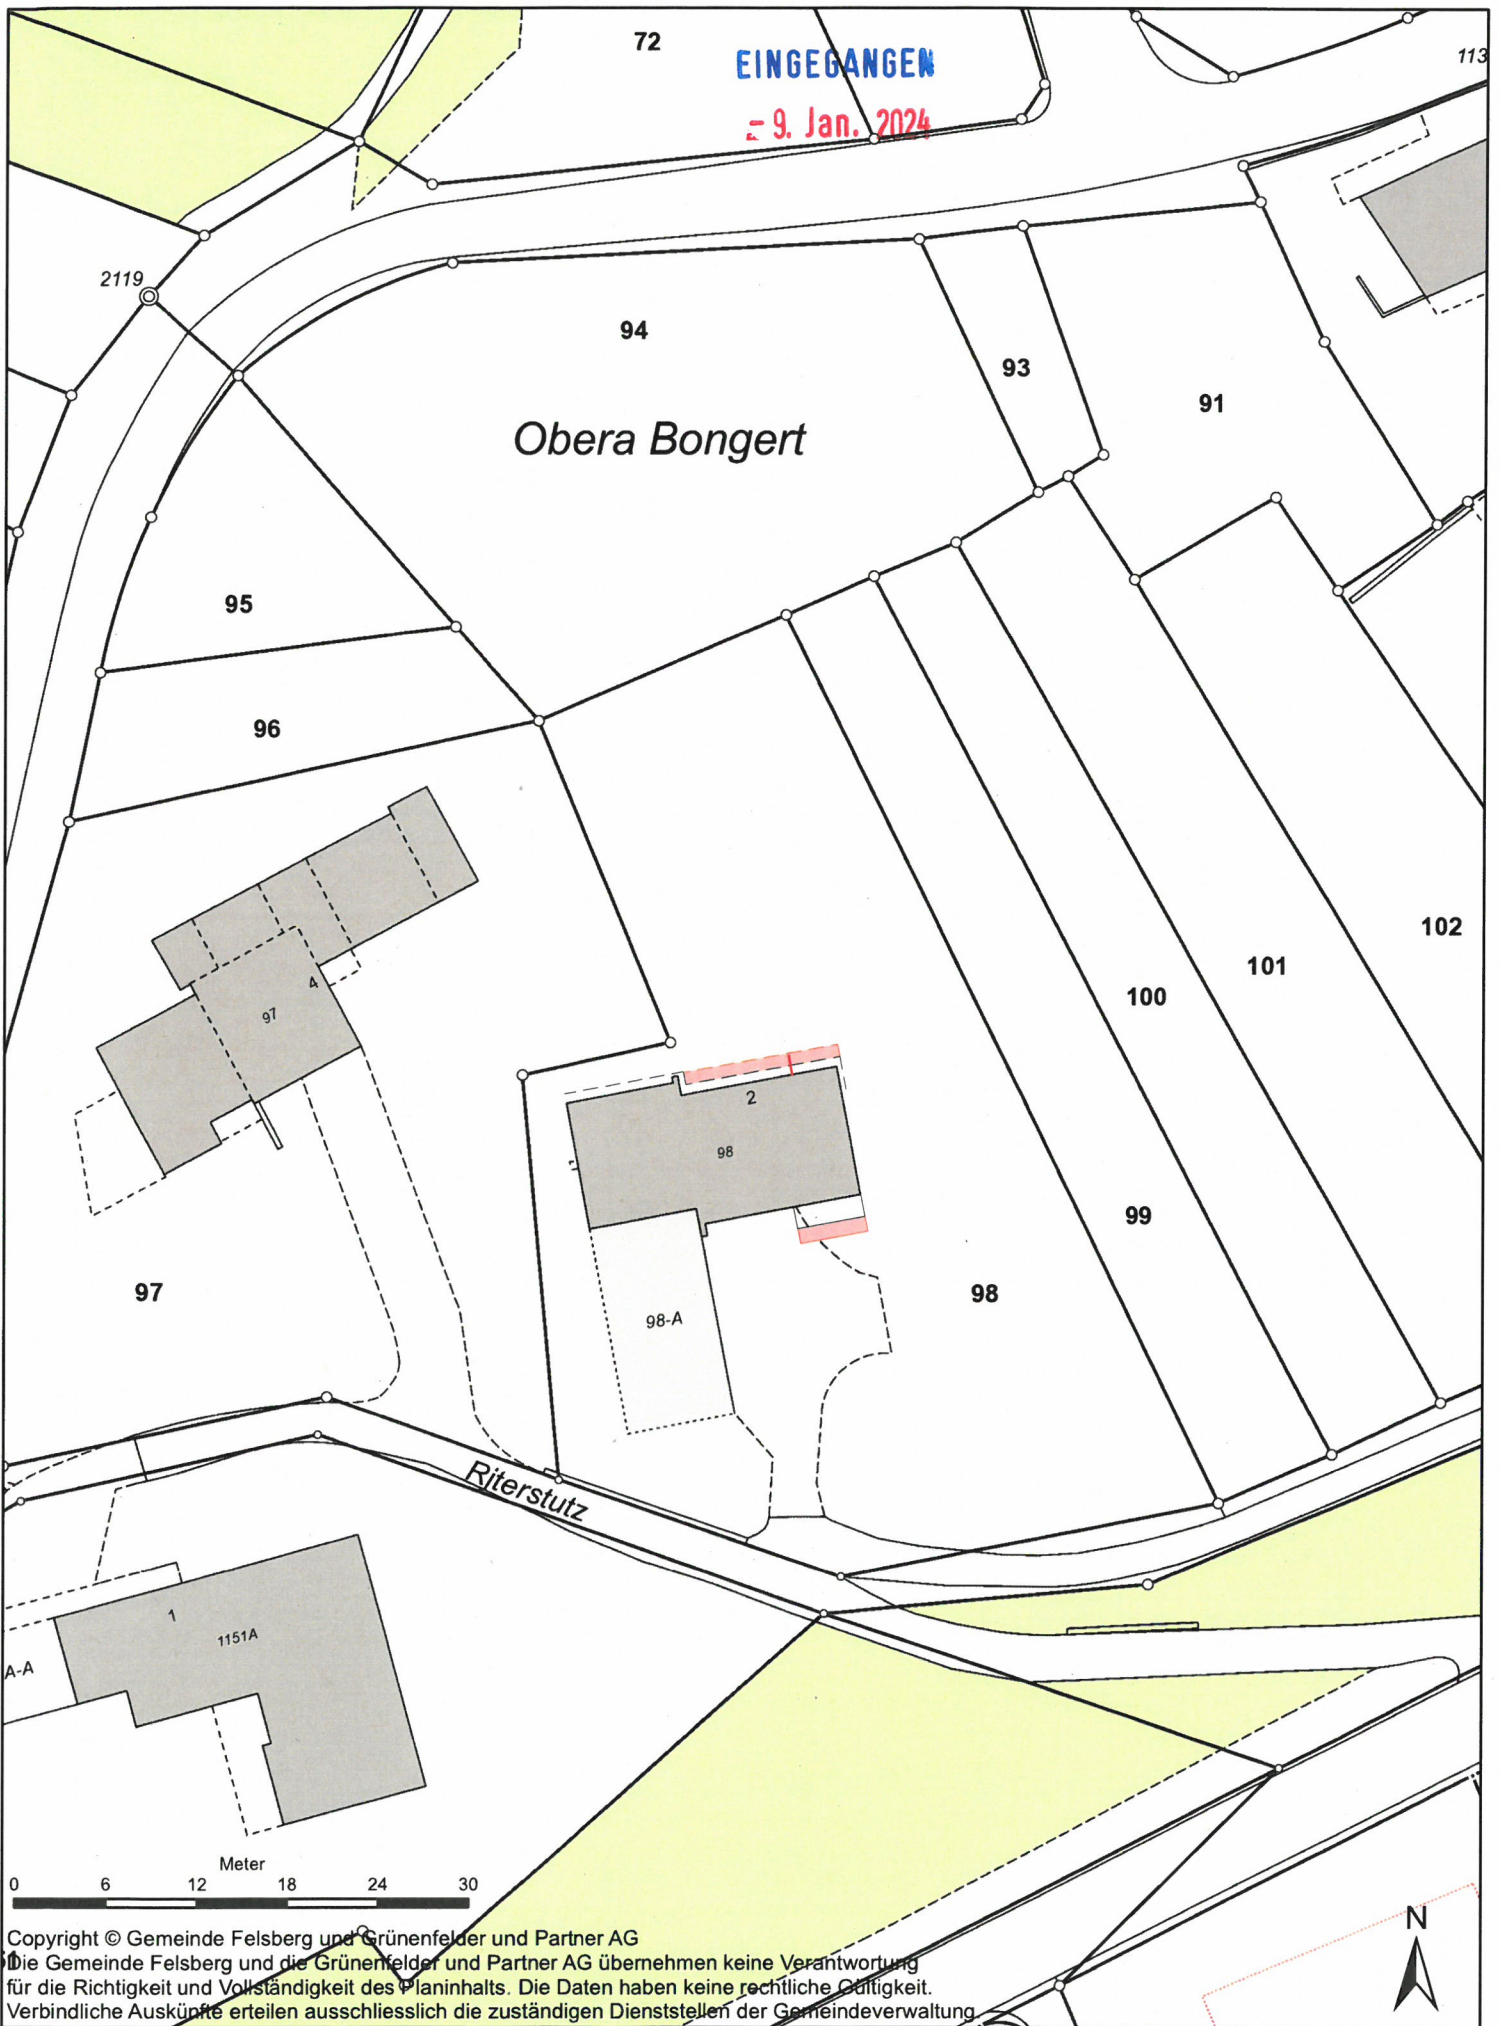 72
EINGEGANGEN
113
- 9. Jan. 2024
2119
94
93
91
Obera Bongert
95
96
102
101
100
4
97
2
98
99
97
98
98-A
Riterstutz
1
1151A
A-A
Meter
0 6 12 18 24 30
N
Copyright © Gemeinde Felsberg und Grünenfelder und Partner AG
Die Gemeinde Felsberg und die Grünenfelder und Partner AG übernehmen keine Verantwortung
für die Richtigkeit und Vollständigkeit des Planinhalts. Die Daten haben keine rechtliche Gültigkeit.
Verbindliche Auskünfte erteilen ausschliesslich die zuständigen Dienststellen der Gemeindeverwaltung.